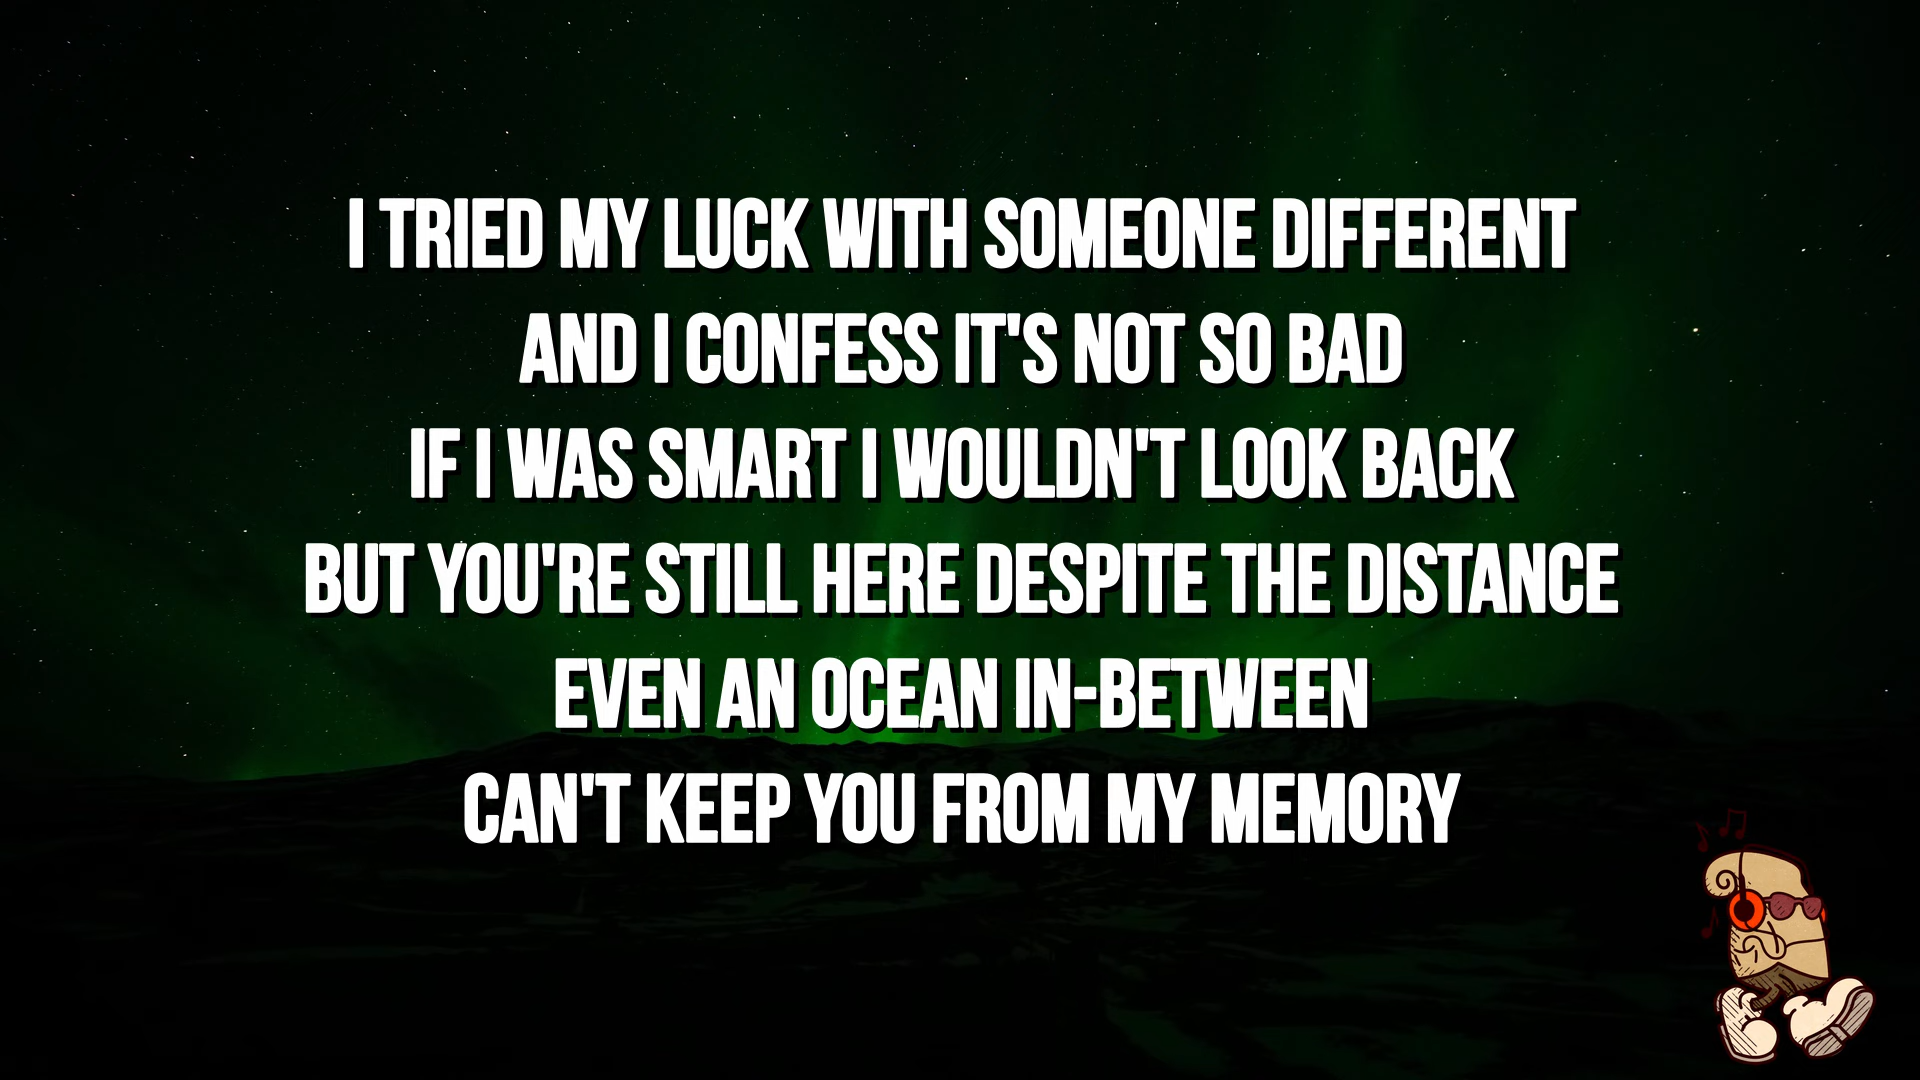 I TRIED MY LUCK WITH SOMEONE DIFFERENT
AND I CONFESS IT'S NOT SO BAD
IF I WAS SMART I WOULDN'T LOOK BACK
BUT YOU'RE STILL HERE DESPITE THE DISTANCE
EVEN AN OCEAN IN-BETWEEN
CAN'T KEEP YOU FROM MY MEMORY